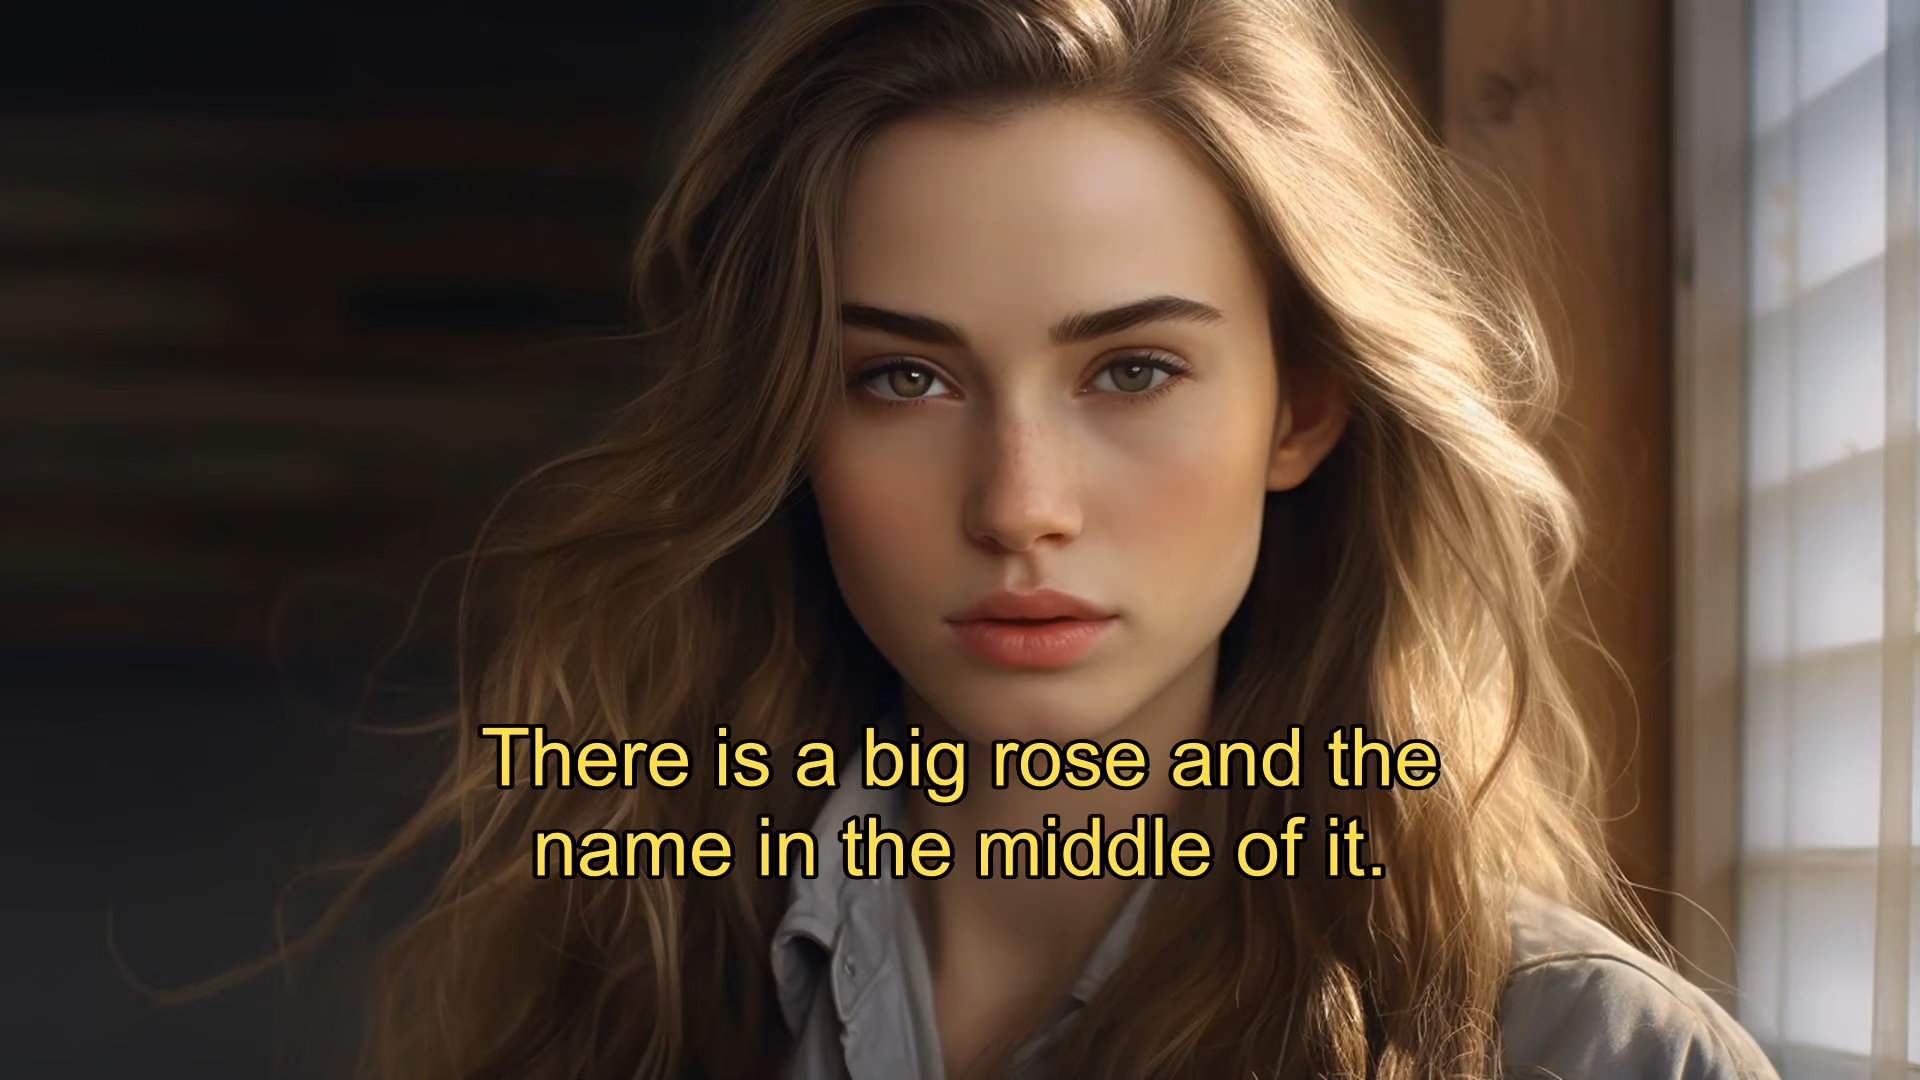 There is a big rose and the
name in the middle of it.